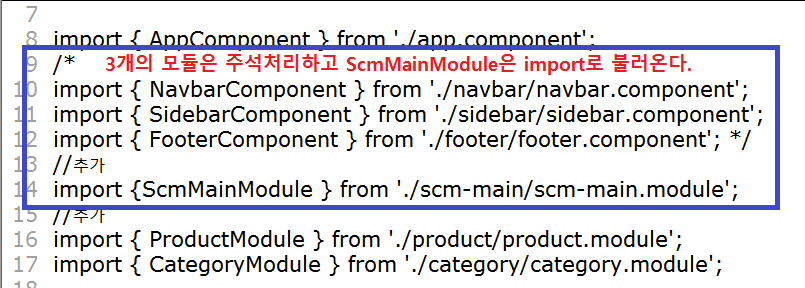 7
8 import { AppComponent } from './app.component';
9 /* 3개의 모듈은 주석처리하고 ScmMainModule은 import로 불러온다.
10 import { NavbarComponent } from './navbar/navbar.component';
11 import { SidebarComponent } from './sidebar/sidebar.component';
12 import { FooterComponent } from './footer/footer.component'; */
13 //추가
14 import {ScmMainModule } from './scm-main/scm-main.module';
15 //추가
16 import { ProductModule } from './product/product.module';
17 import { CategoryModule } from './category/category.module';